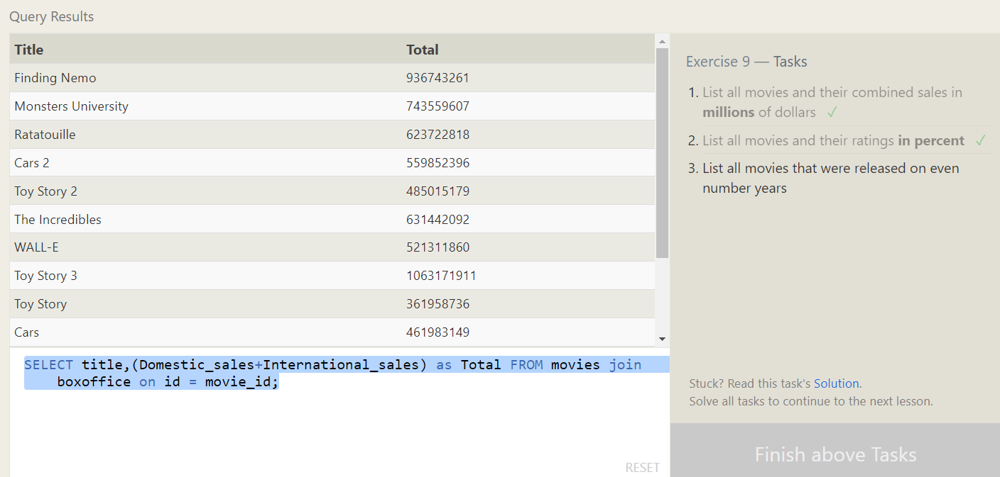 Query Results
Title Total
Finding Nemo 936743261
Monsters University 743559607
Ratatouille 623722818
Cars 2 559852396
Toy Story 2 485015179
The Incredibles 631442092
WALL-E 521311860
Toy Story 3 1063171911
Toy Story 361958736
Cars 461983149
SELECT title,(Domestic_sales+International_sales) as Total FROM movies join
boxoffice on id = movie_id;
RESET
Exercise 9 — Tasks
1. List all movies and their combined sales in
millions of dollars ✓
2. List all movies and their ratings in percent ✓
3. List all movies that were released on even
number years
Stuck? Read this task's Solution.
Solve all tasks to continue to the next lesson.
Finish above Tasks